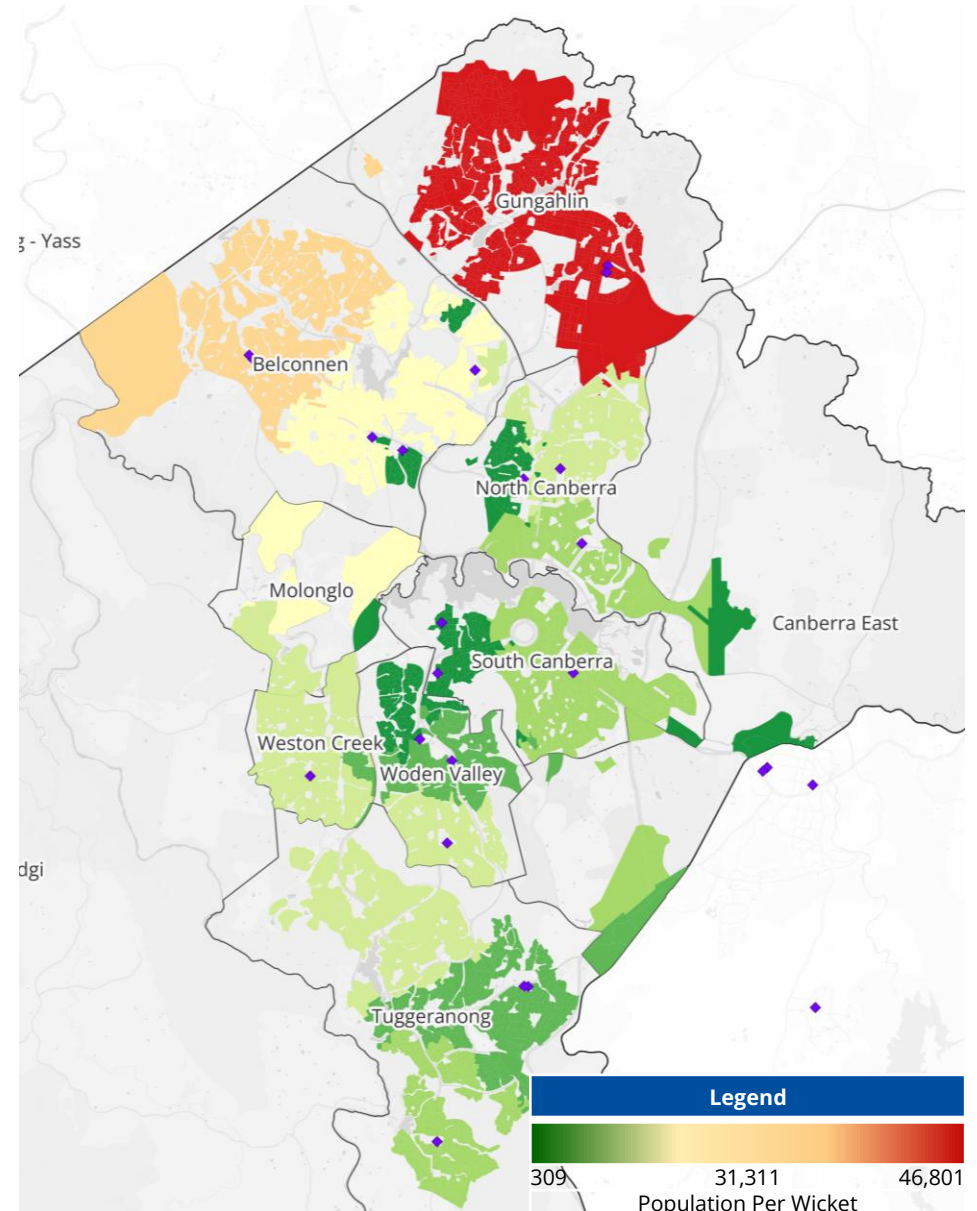 Gungahlin
g - Yass
Belconnen
North Canberra
Molonglo
Canberra East
South Canberra
Weston Creek
Woden Valley
dgi
Tuggeranong
Legend
309 31,311 46,801
Population Per Wicket